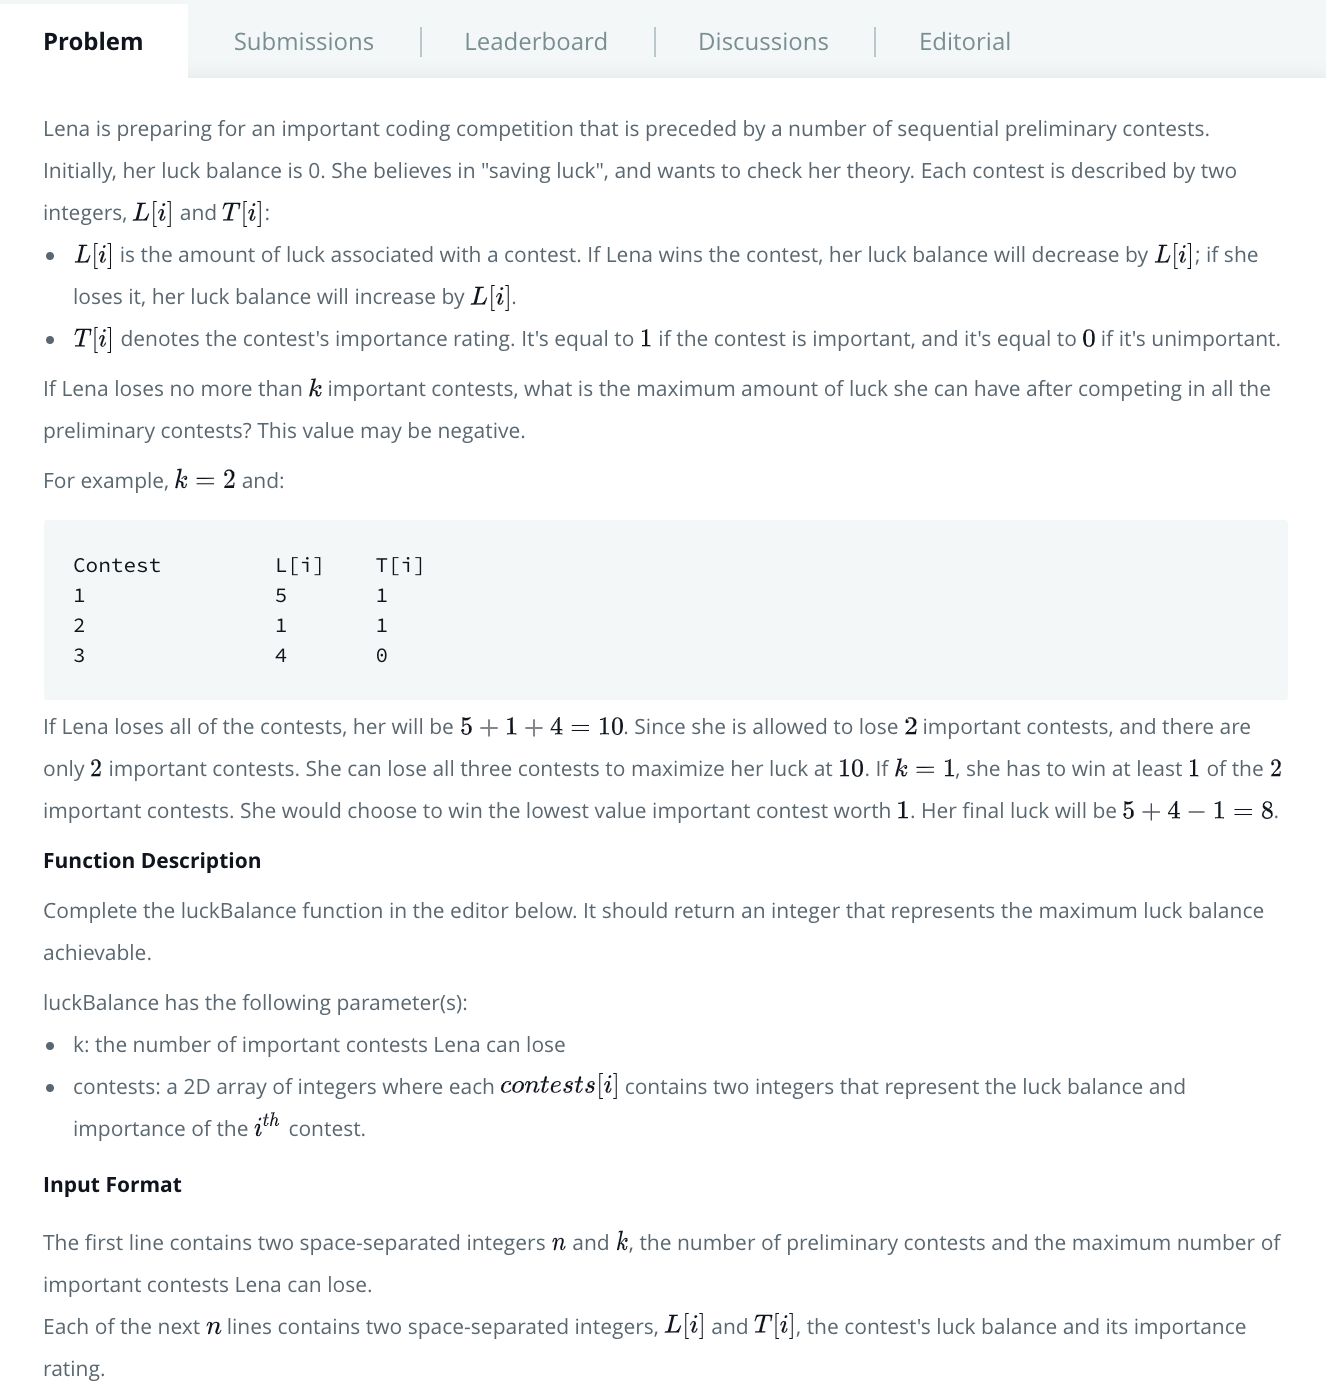 Problem Submissions Leaderboard Discussions Editorial
Lena is preparing for an important coding competition that is preceded by a number of sequential preliminary contests.
Initially, her luck balance is 0. She believes in "saving luck", and wants to check her theory. Each contest is described by two
integers, L[i] and T[i]:
• L[i] is the amount of luck associated with a contest. If Lena wins the contest, her luck balance will decrease by L[i]; if she
loses it, her luck balance will increase by L[i].
• T[i] denotes the contest's importance rating. It's equal to 1 if the contest is important, and it's equal to 0 if it's unimportant.
If Lena loses no more than k important contests, what is the maximum amount of luck she can have after competing in all the
preliminary contests? This value may be negative.
For example, k = 2 and:
Contest L[i] T[i]
1 5 1
2 1 1
3 4 0
If Lena loses all of the contests, her will be 5 + 1 + 4 = 10. Since she is allowed to lose 2 important contests, and there are
only 2 important contests. She can lose all three contests to maximize her luck at 10. If k = 1, she has to win at least 1 of the 2
important contests. She would choose to win the lowest value important contest worth 1. Her final luck will be 5 + 4 − 1 = 8.
Function Description
Complete the luckBalance function in the editor below. It should return an integer that represents the maximum luck balance
achievable.
luckBalance has the following parameter(s):
• k: the number of important contests Lena can lose
• contests: a 2D array of integers where each contests[i] contains two integers that represent the luck balance and
importance of the i^th contest.
Input Format
The first line contains two space-separated integers n and k, the number of preliminary contests and the maximum number of
important contests Lena can lose.
Each of the next n lines contains two space-separated integers, L[i] and T[i], the contest's luck balance and its importance
rating.